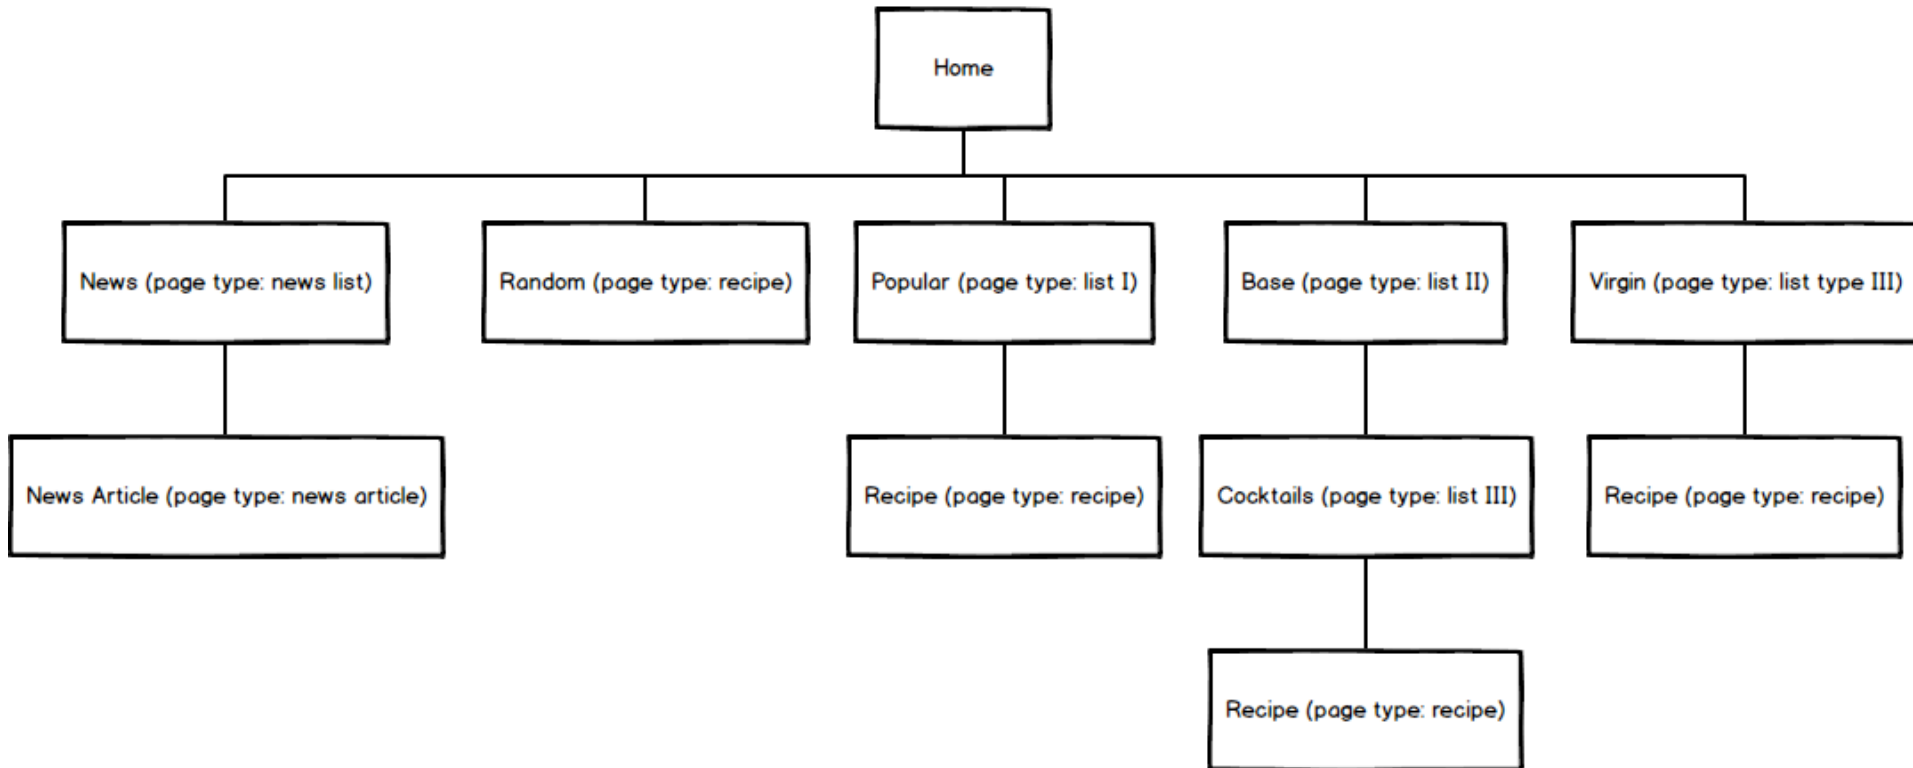 Home
News (page type: news list)
Random (page type: recipe)
Popular (page type: list I)
Base (page type: list II)
Virgin (page type: list type III)
News Article (page type: news article)
Recipe (page type: recipe)
Cocktails (page type: list III)
Recipe (page type: recipe)
Recipe (page type: recipe)